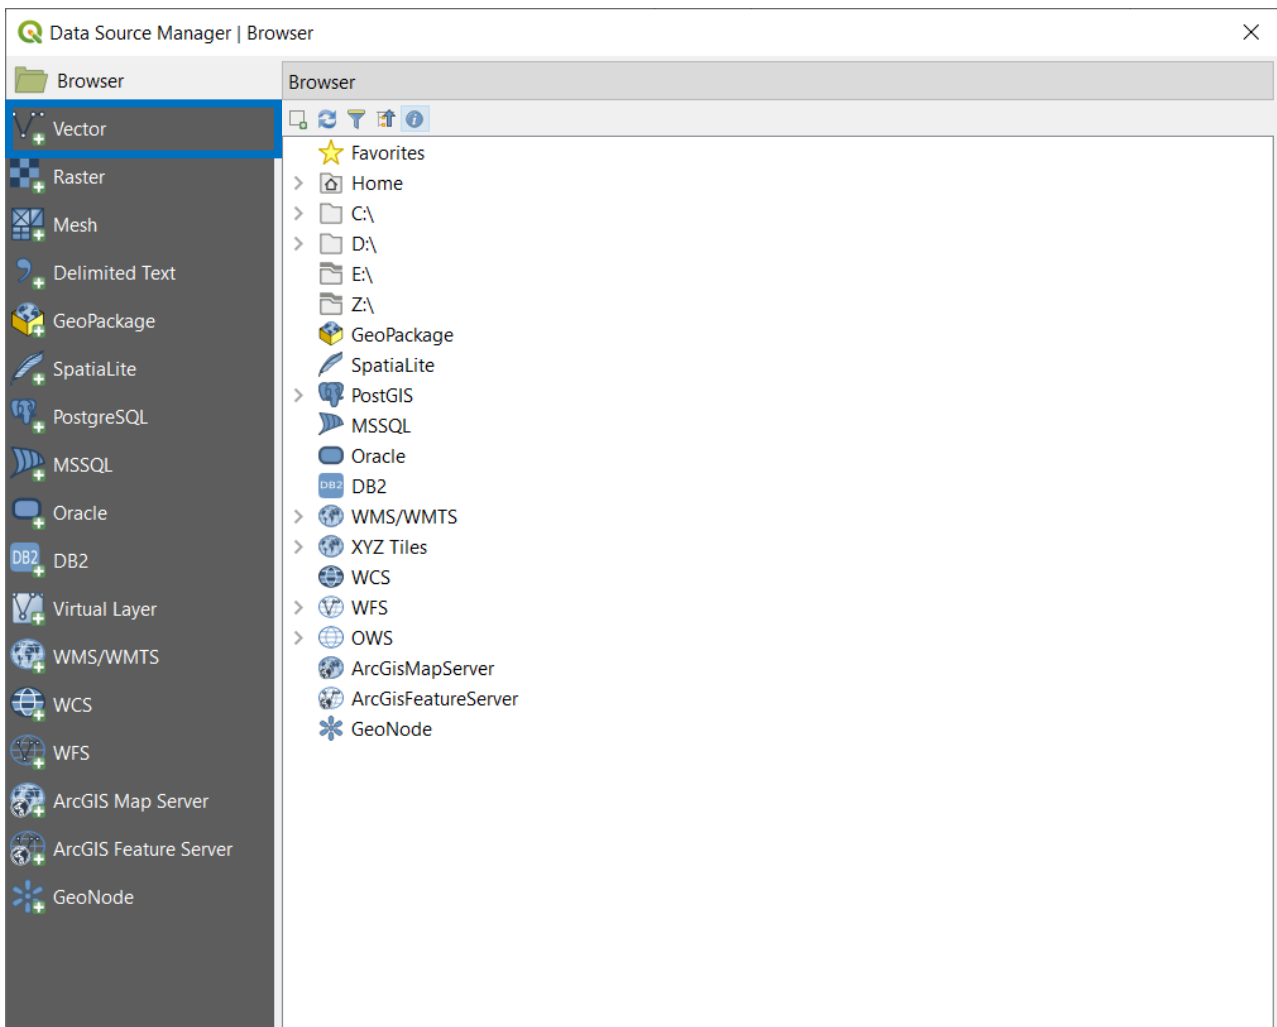 Data Source Manager | Browser
Browser
Vector
Raster
Mesh
Delimited Text
GeoPackage
SpatiaLite
PostgreSQL
MSSQL
Oracle
DB2
DB2
Virtual Layer
WMS/WMTS
WCS
WFS
ArcGIS Map Server
ArcGIS Feature Server
GeoNode
Browser
Favorites
Home
C:\
D:\
E:\
Z:\
GeoPackage
SpatiaLite
PostGIS
MSSQL
Oracle
DB2
DB2
WMS/WMTS
XYZ Tiles
WCS
WFS
OWS
ArcGisMapServer
ArcGisFeatureServer
GeoNode